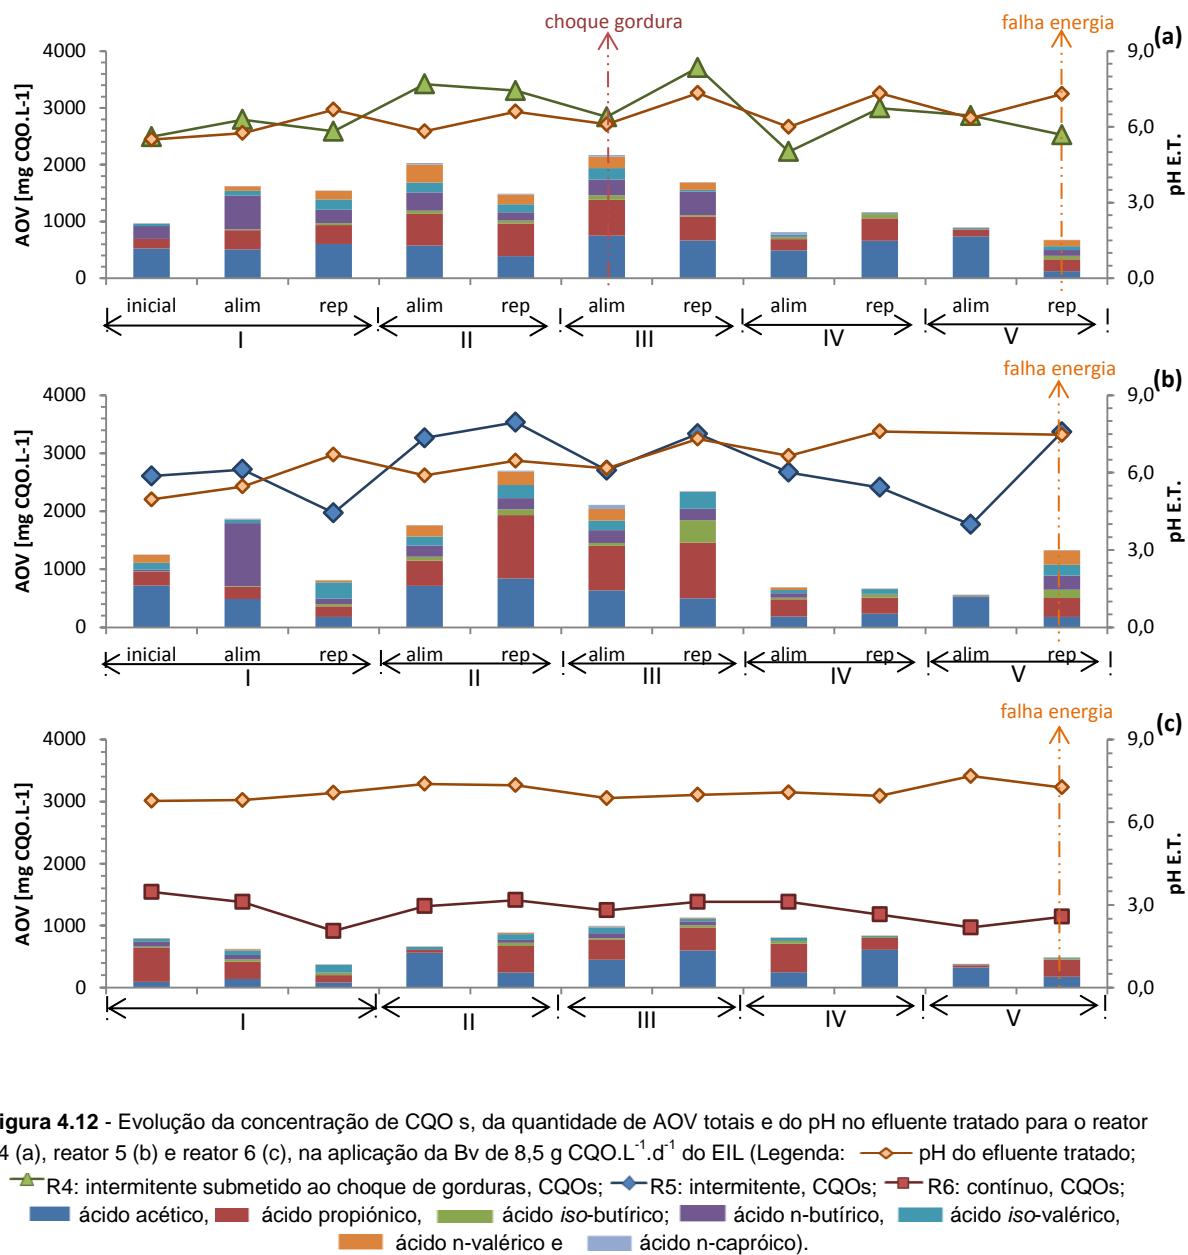 choque gordura
falha energia
(a)
4000
3000
2000
1000
0
AOV [mg CQO.L-1]
9,0
6,0
3,0
0,0
pH E.T.
inicial alim rep alim rep alim rep alim rep alim rep
I II III IV V
falha energia
(b)
4000
3000
2000
1000
0
AOV [mg CQO.L-1]
9,0
6,0
3,0
0,0
pH E.T.
inicial alim rep alim rep alim rep alim rep alim rep
I II III IV V
falha energia
(c)
4000
3000
2000
1000
0
AOV [mg CQO.L-1]
9,0
6,0
3,0
0,0
pH E.T.
I II III IV V
igura 4.12 - Evolução da concentração de CQO s, da quantidade de AOV totais e do pH no efluente tratado para o reator
4 (a), reator 5 (b) e reator 6 (c), na aplicação da Bv de 8,5 g CQO.L⁻¹.d⁻¹ do EIL (Legenda: pH do efluente tratado;
R4: intermitente submetido ao choque de gorduras, CQOs; R5: intermitente, CQOs; R6: contínuo, CQOs;
ácido acético, ácido propiónico, ácido iso-butírico; ácido n-butírico, ácido iso-valérico,
ácido n-valérico e ácido n-capróico).